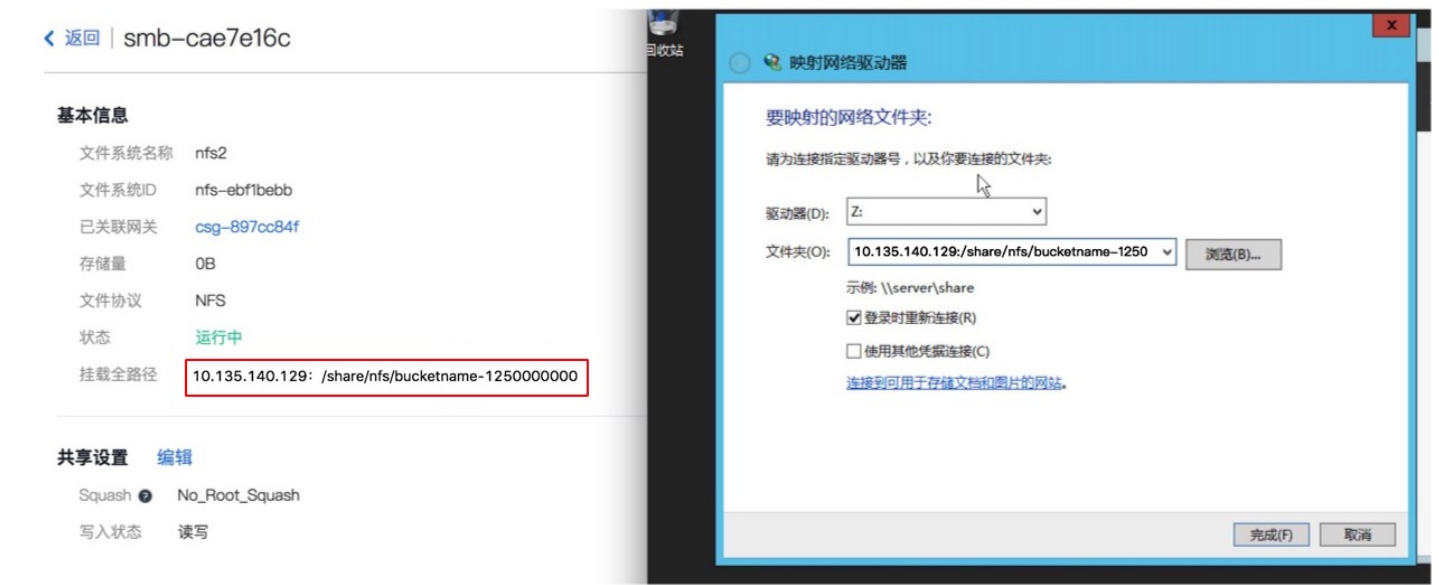 返回 | smb-cae7e16c
基本信息
文件系统名称 nfs2
文件系统ID nfs-ebf1bebb
已关联网关 csg-897cc84f
存储量 0B
文件协议 NFS
状态 运行中
挂载全路径 10.135.140.129: /share/nfs/bucketname-1250000000
共享设置 编辑
Squash No_Root_Squash
写入状态 读写
回收站
映射网络驱动器
要映射的网络文件夹:
请为连接指定驱动器号，以及你要连接的文件夹:
驱动器(D): Z:
文件夹(O): 10.135.140.129:/share/nfs/bucketname-1250 浏览(B)...
示例: \\server\share
登录时重新连接(R)
使用其他凭据连接(C)
连接到可用于存储文档和图片的网站。
完成(F) 取消